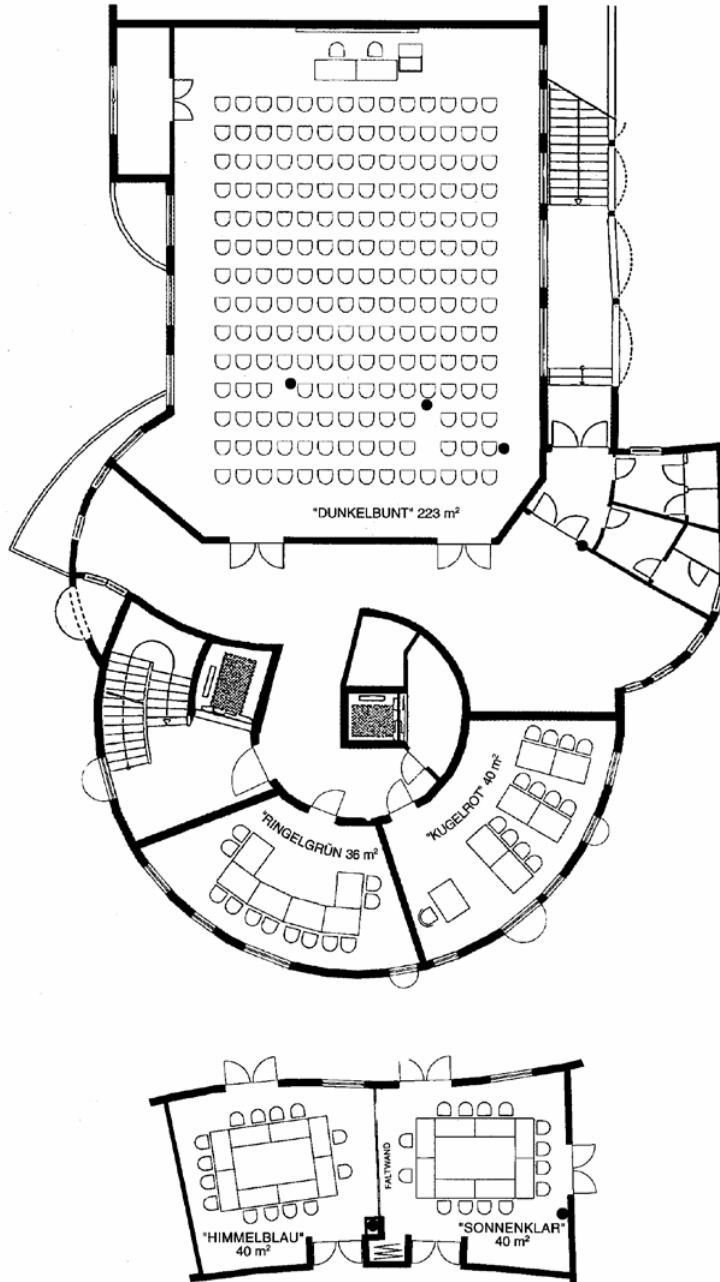 "DUNKELBUNT" 223 m²
"RINGELGRÜN 36 m²
"KUGELROT" 40 m²
FALTWAND
"HIMMELBLAU"
40 m²
"SONNENKLAR"
40 m²